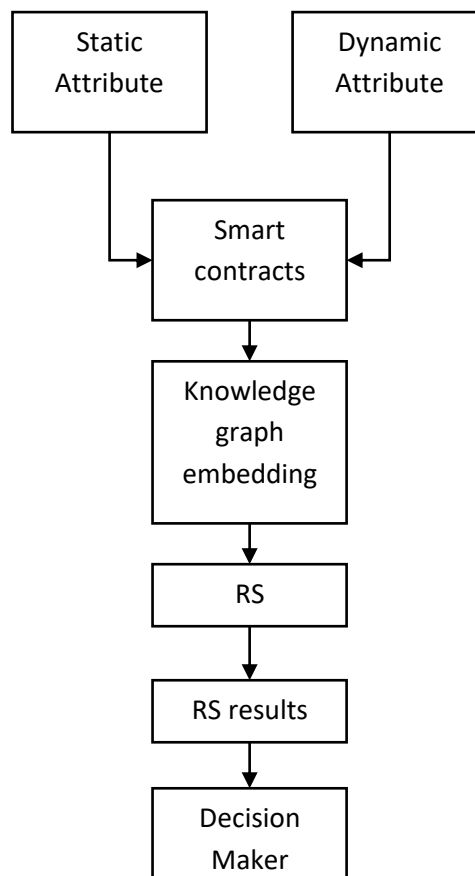 Static
Attribute
Dynamic
Attribute
Smart
contracts
Knowledge
graph
embedding
RS
RS results
Decision
Maker